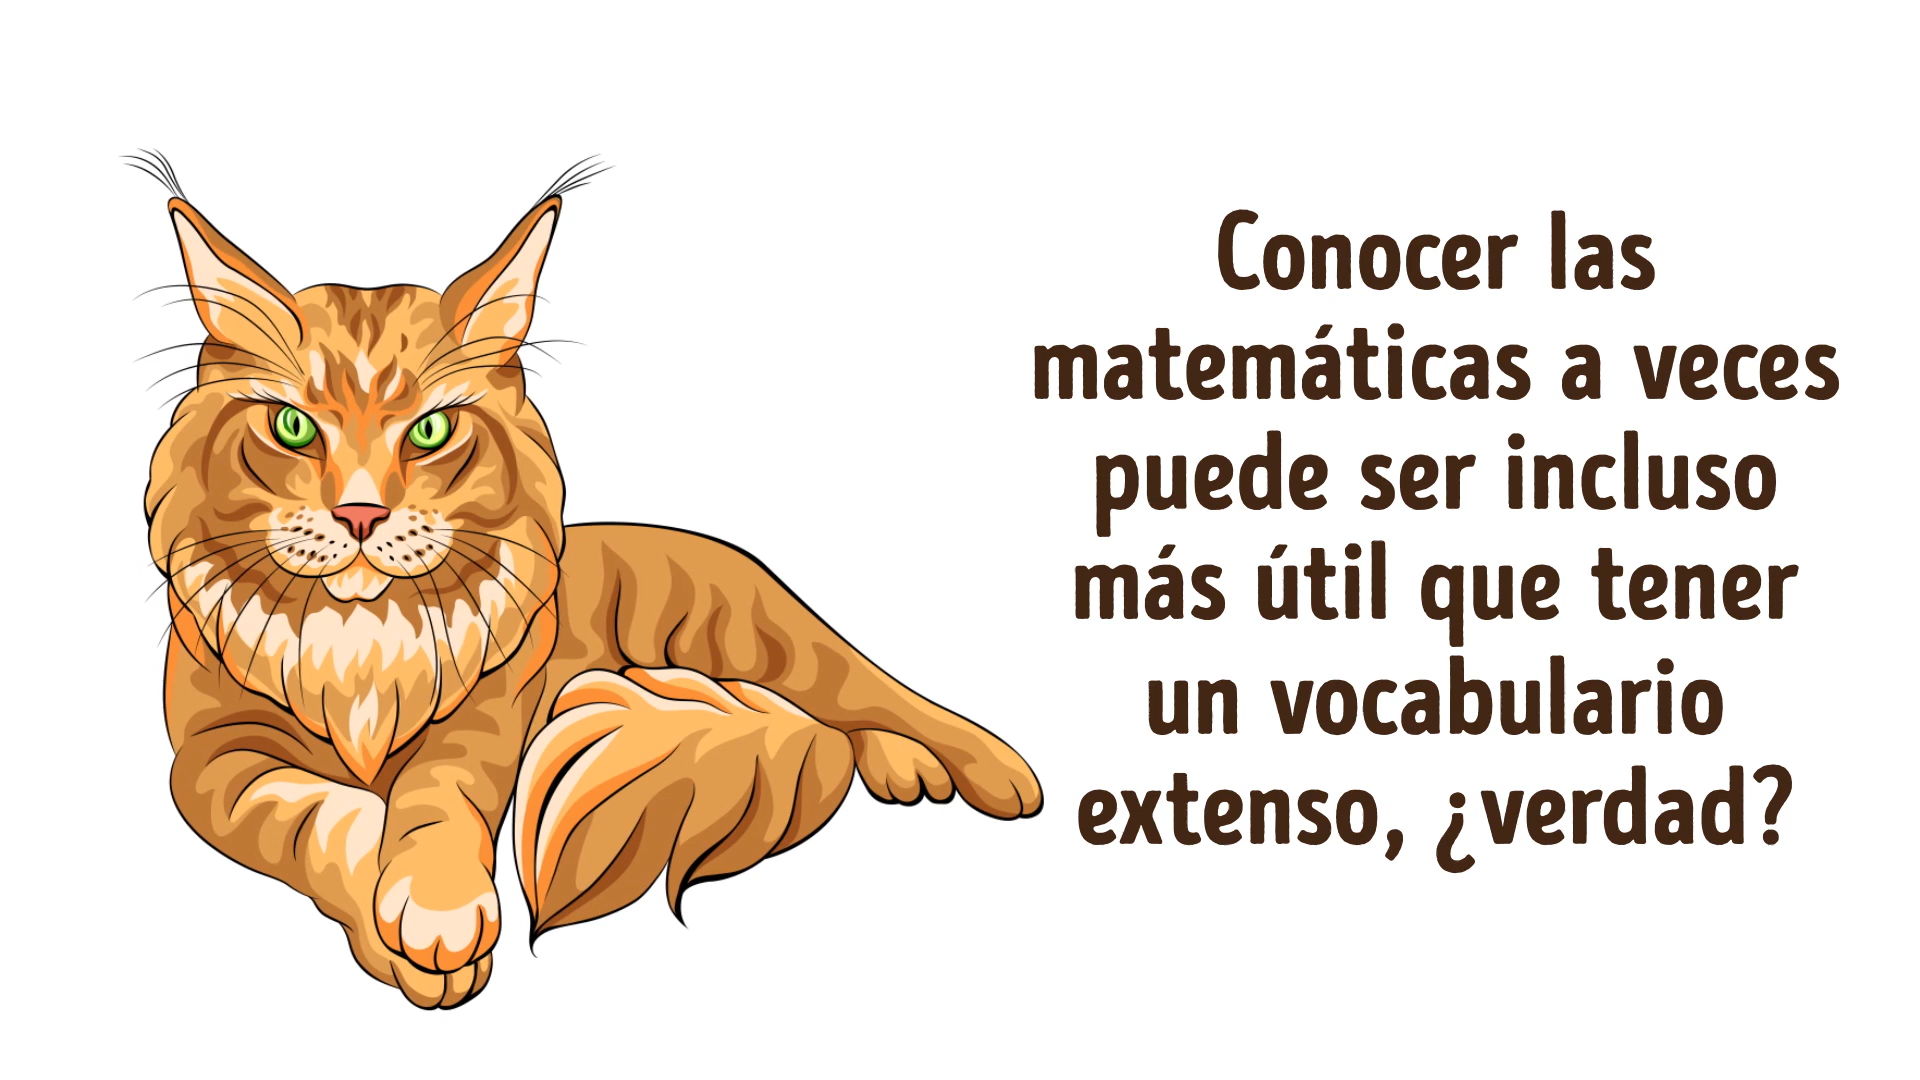 Conocer las
matemáticas a veces
puede ser incluso
más útil que tener
un vocabulario
extenso, ¿verdad?